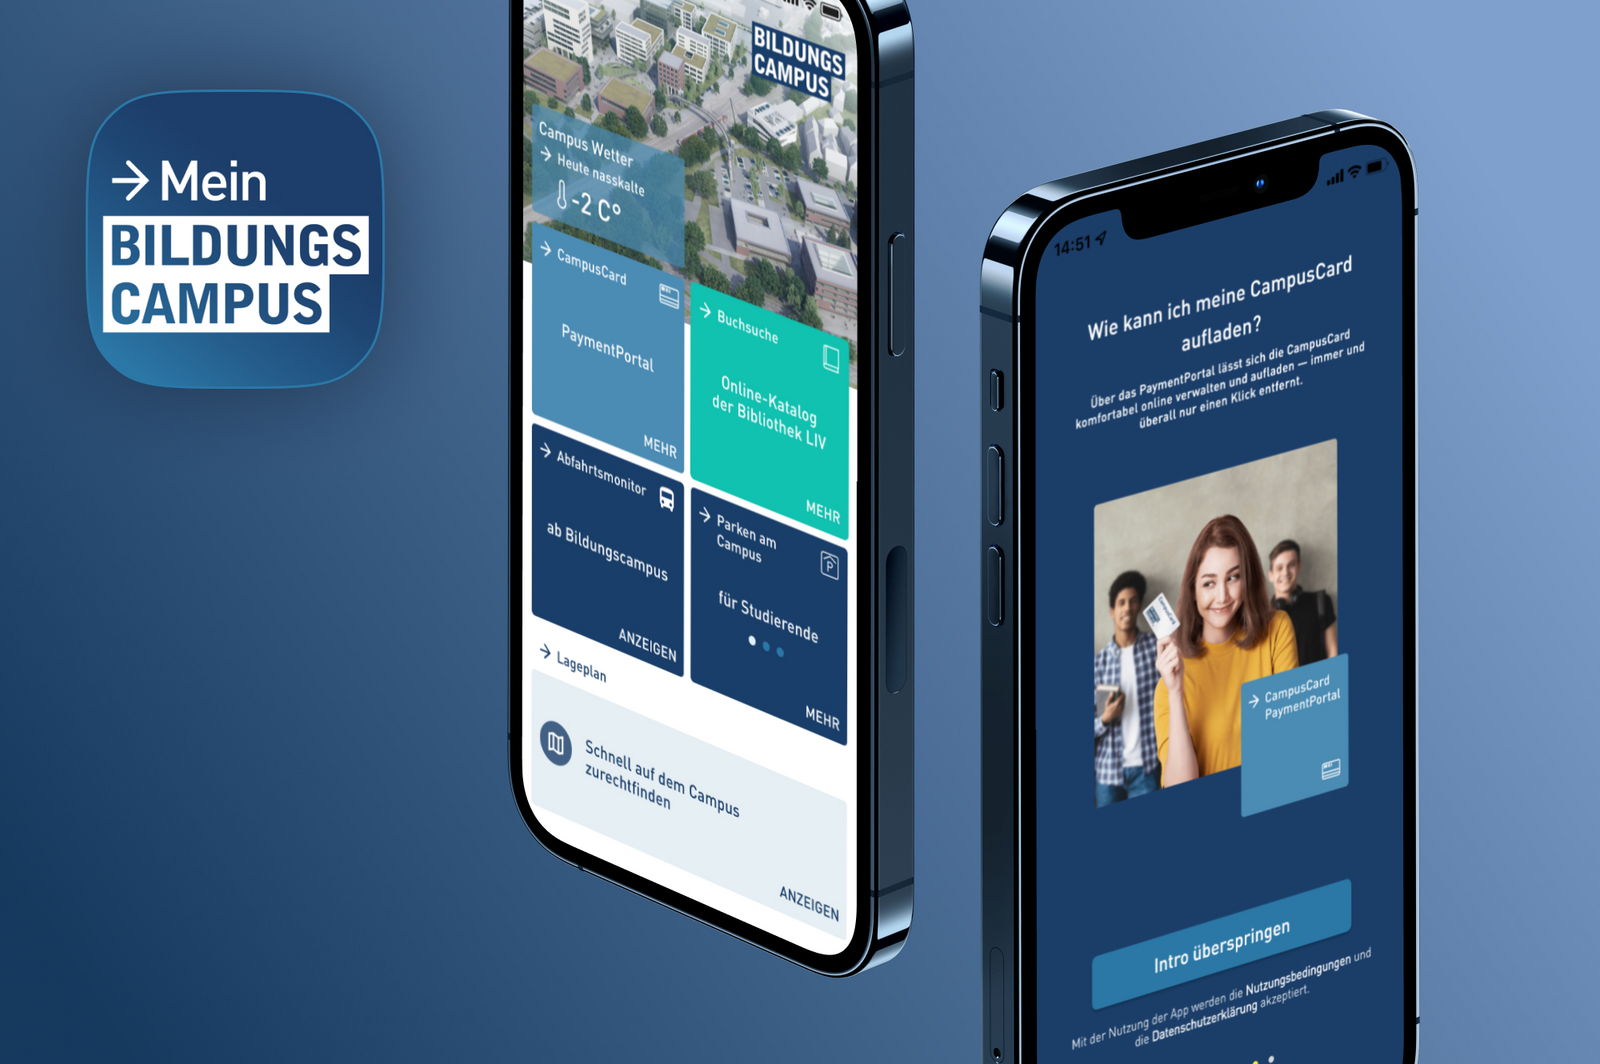 → Mein
BILDUNGS
CAMPUS
BILDUNGS
CAMPUS
Campus Wetter
→ Heute nasskalte
-2 C°
→ CampusCard
PaymentPortal
MEHR
→ Buchsuche
Online-Katalog
der Bibliothek LIV
MEHR
→ Abfahrtsmonitor
ab Bildungscampus
ANZEIGEN
→ Parken am
Campus
P
für Studierende
MEHR
→ Lageplan
Schnell auf dem Campus
zurechtfinden
ANZEIGEN
14:51
Wie kann ich meine CampusCard
aufladen?
Über das PaymentPortal lässt sich die CampusCard
komfortabel online verwalten und aufladen — immer und
überall nur einen Klick entfernt.
→ CampusCard
PaymentPortal
Intro überspringen
Mit der Nutzung der App werden die Nutzungsbedingungen und
die Datenschutzerklärung akzeptiert.